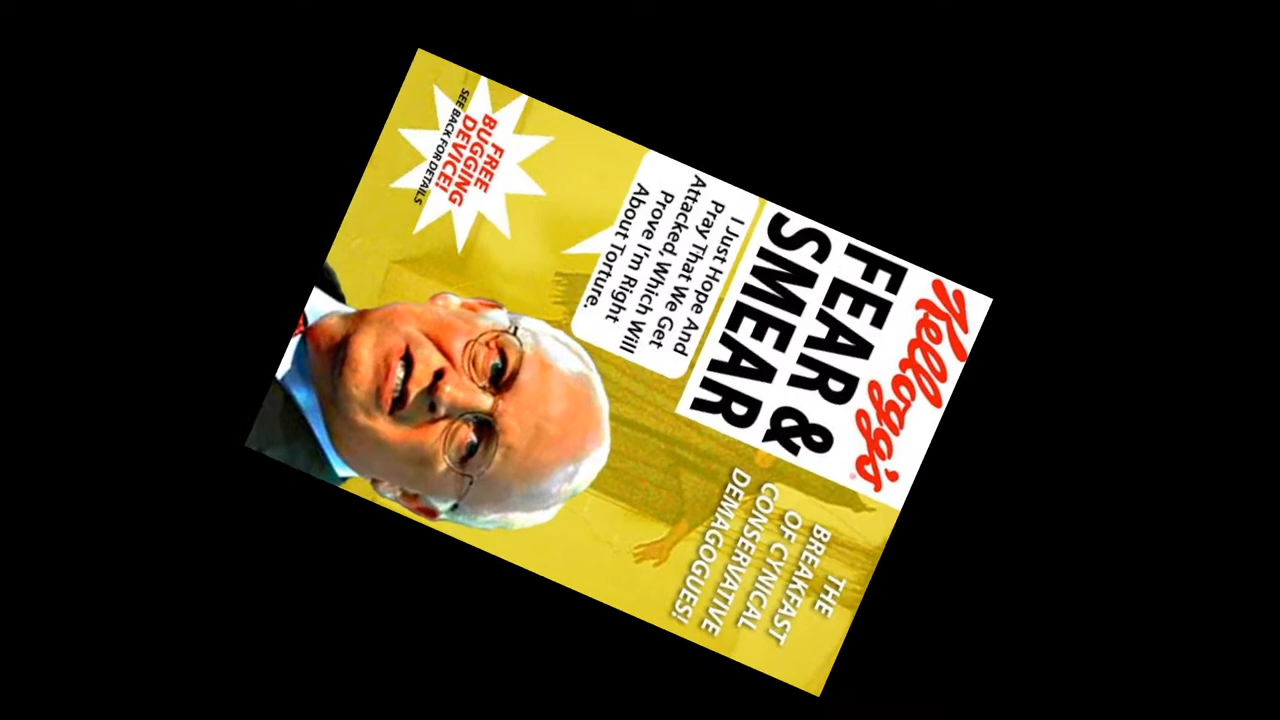 Kellogg's
FEAR &
SMEAR
THE
BREAKFAST
OF CYNICAL
CONSERVATIVE
DEMAGOGUES!
I Just Hope And
Pray That We Get
Attacked, Which Will
Prove I'm Right
About Torture.
FREE
BUGGING
DEVICE!
SEE BACK FOR DETAILS